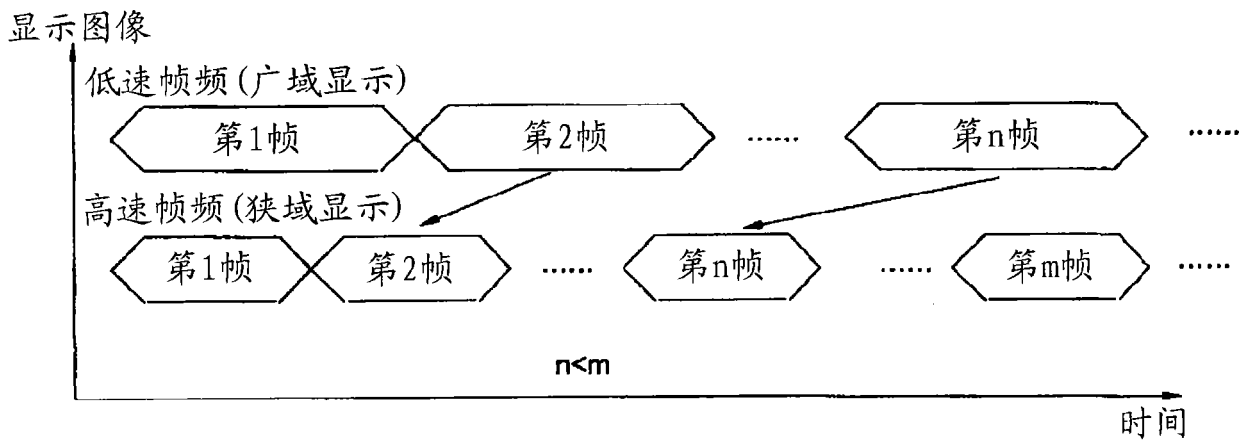 显示图像
低速帧频(广域显示)
第1帧 第2帧 …… 第n帧 ……
高速帧频(狭域显示)
第1帧 第2帧 …… 第n帧 …… 第m帧 ……
n<m
时间